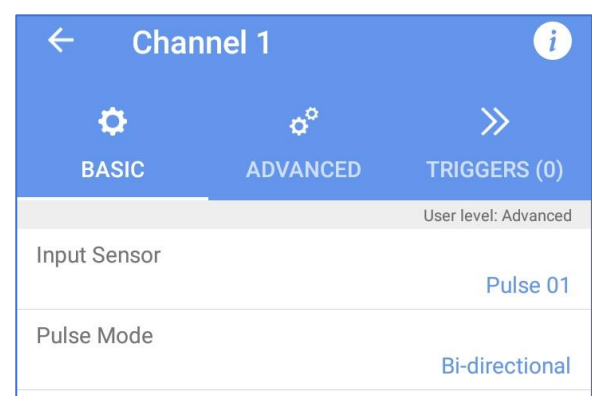 Channel 1
i
BASIC
ADVANCED
TRIGGERS (0)
User level: Advanced
Input Sensor
Pulse 01
Pulse Mode
Bi-directional